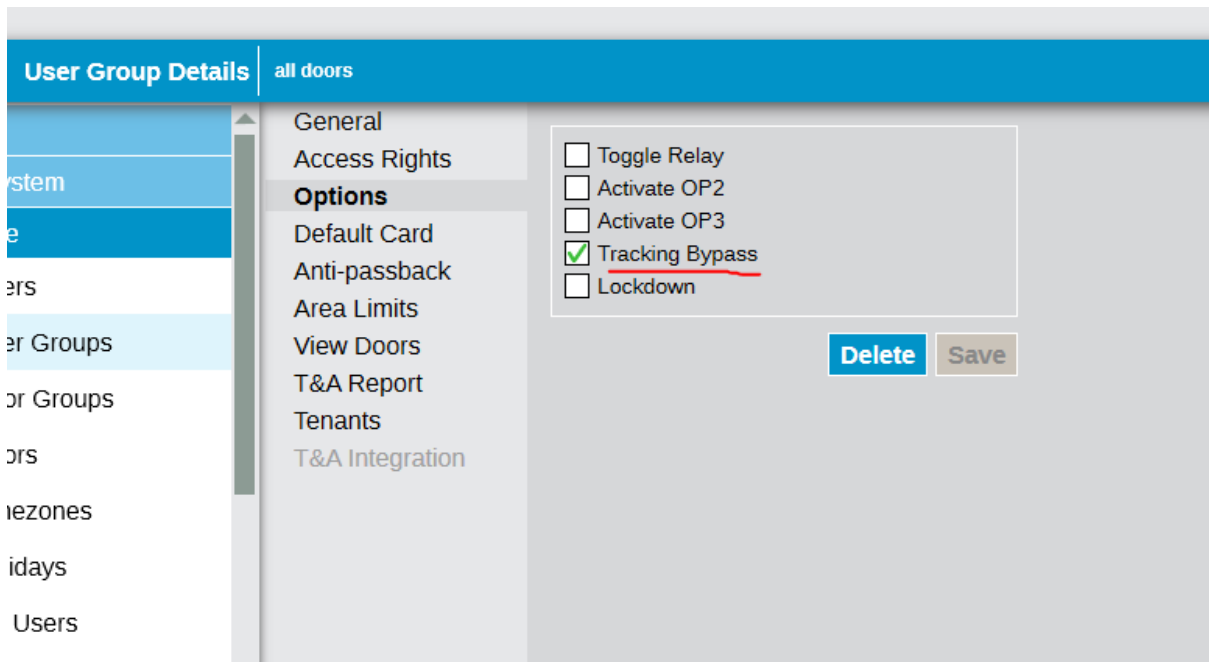 User Group Details
all doors
ystem
e
ers
er Groups
or Groups
ors
nezones
idays
Users
General
Access Rights
Options
Default Card
Anti-passback
Area Limits
View Doors
T&A Report
Tenants
T&A Integration
Toggle Relay
Activate OP2
Activate OP3
Tracking Bypass
Lockdown
Delete
Save